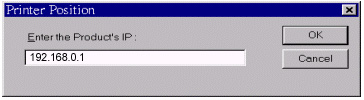 Printer Position
Enter the Product's IP :
OK
192.168.0.1
Cancel